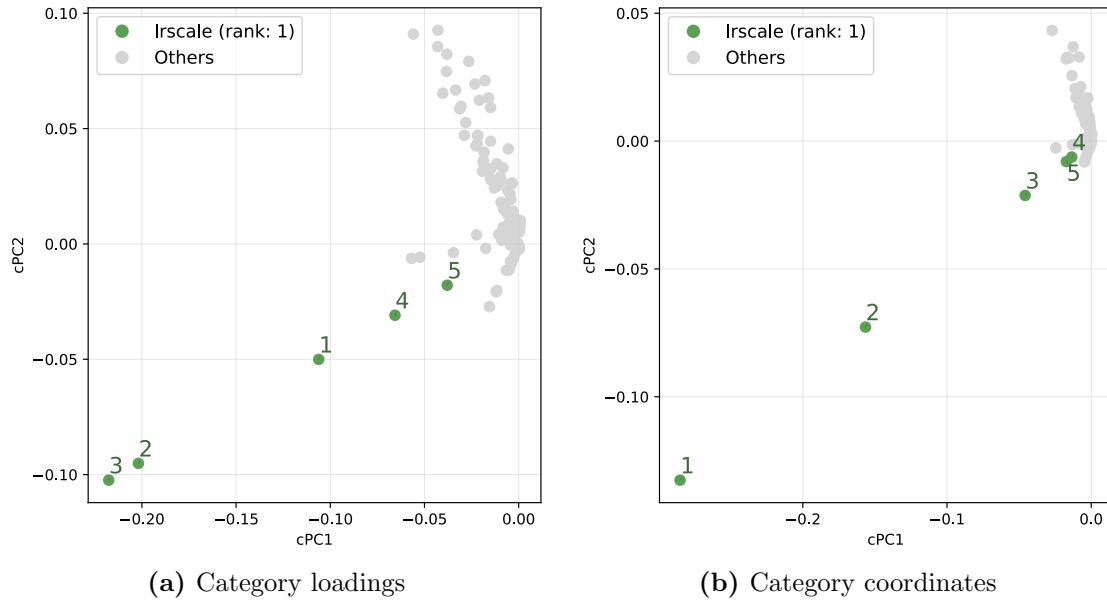 lrscale (rank: 1)
Others
0.10
0.05
0.00
−0.05
−0.10
cPC2
1
2
3
4
5
−0.20
−0.15
−0.10
−0.05
0.00
cPC1
(a) Category loadings
lrscale (rank: 1)
Others
0.05
0.00
−0.05
−0.10
cPC2
4
5
3
2
1
−0.2
−0.1
0.0
cPC1
(b) Category coordinates